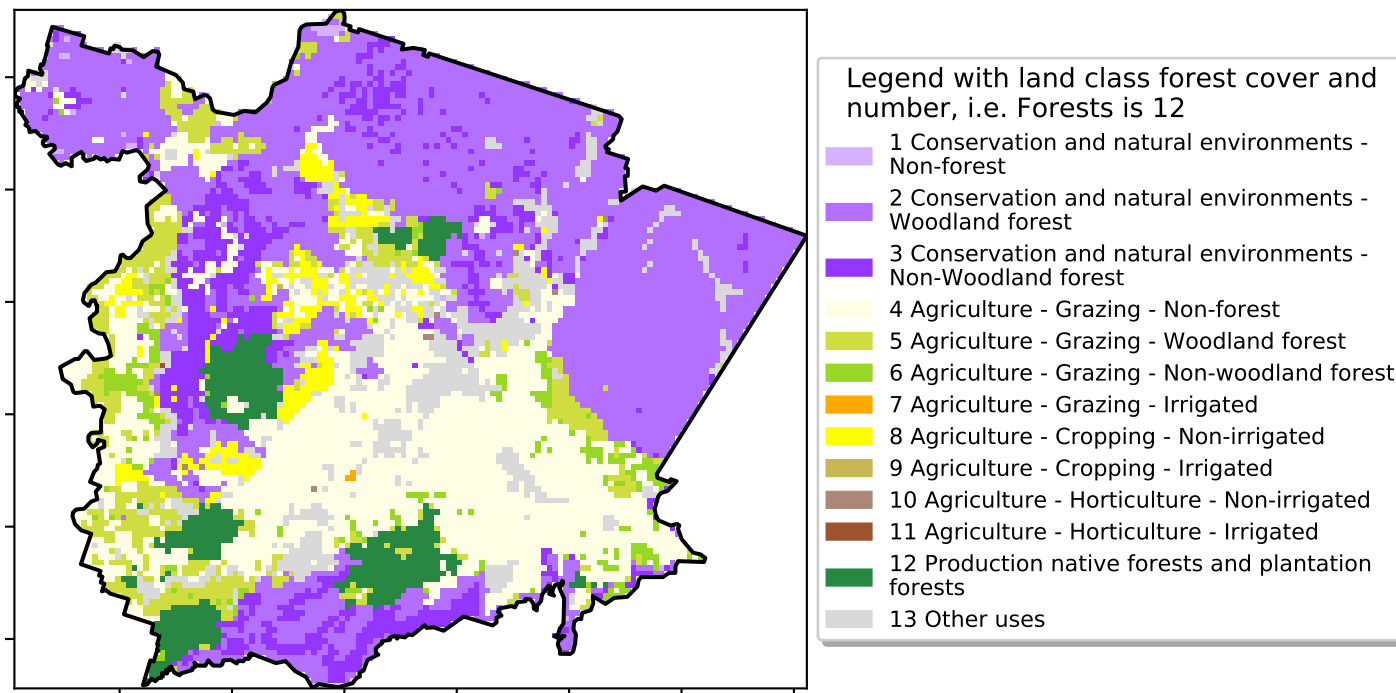 Legend with land class forest cover and
number, i.e. Forests is 12
1 Conservation and natural environments -
Non-forest
2 Conservation and natural environments -
Woodland forest
3 Conservation and natural environments -
Non-Woodland forest
4 Agriculture - Grazing - Non-forest
5 Agriculture - Grazing - Woodland forest
6 Agriculture - Grazing - Non-woodland forest
7 Agriculture - Grazing - Irrigated
8 Agriculture - Cropping - Non-irrigated
9 Agriculture - Cropping - Irrigated
10 Agriculture - Horticulture - Non-irrigated
11 Agriculture - Horticulture - Irrigated
12 Production native forests and plantation
forests
13 Other uses